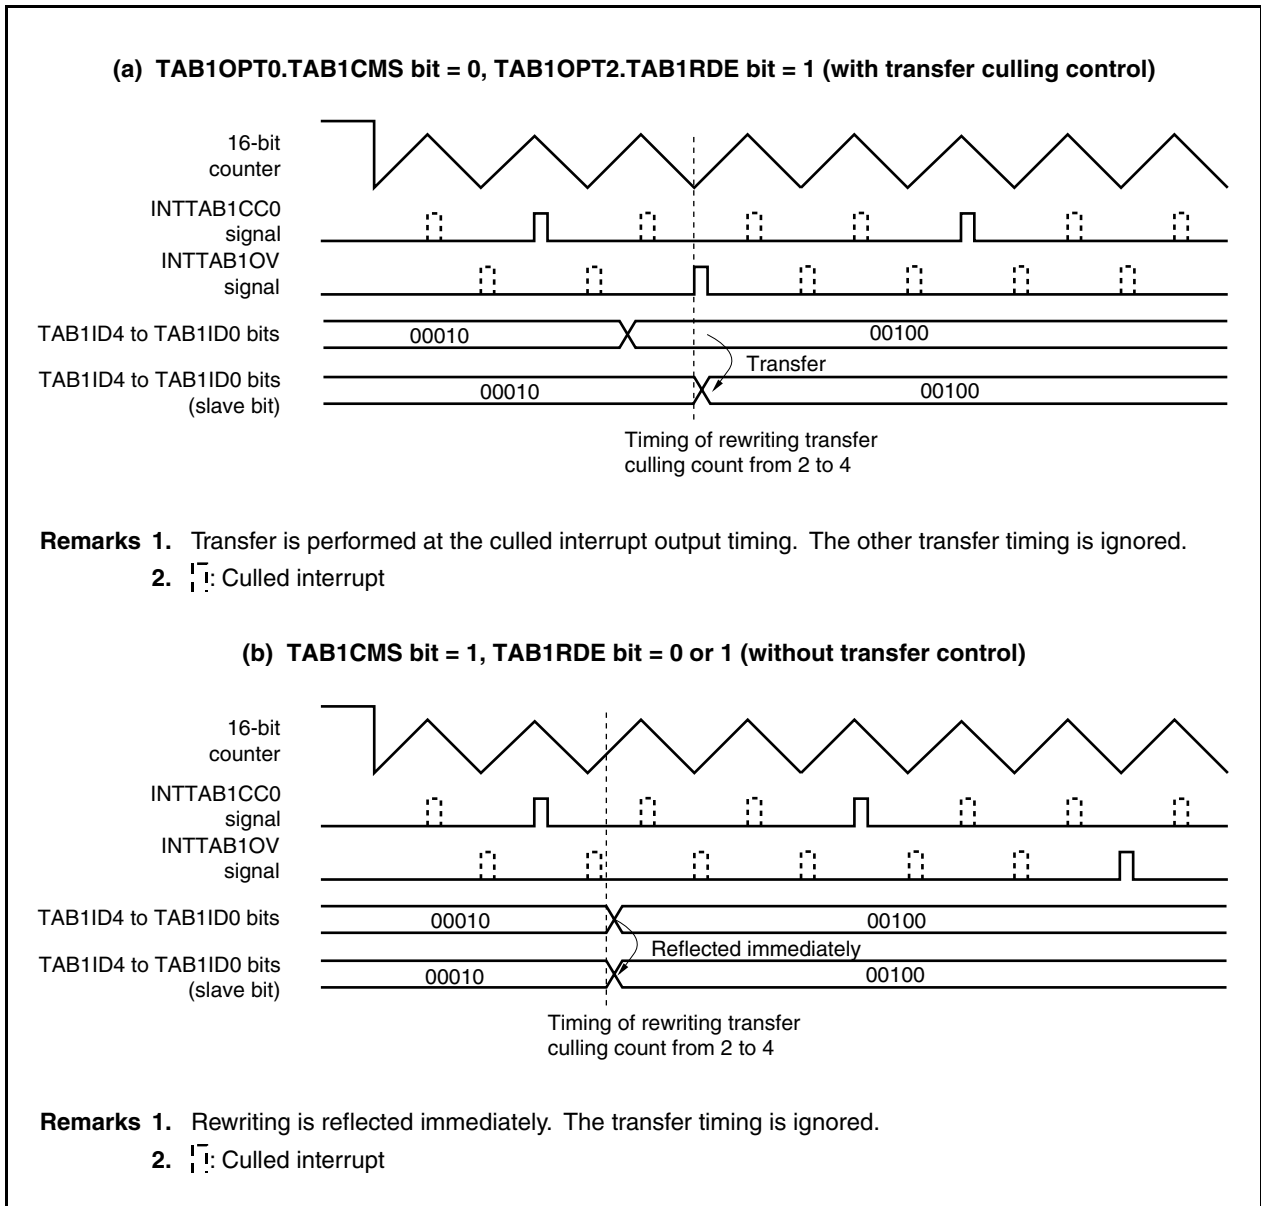 (a) TAB1OPT0.TAB1CMS bit = 0, TAB1OPT2.TAB1RDE bit = 1 (with transfer culling control)
16-bit
counter
INTTAB1CC0
signal
INTTAB1OV
signal
TAB1ID4 to TAB1ID0 bits
00010
00100
Transfer
TAB1ID4 to TAB1ID0 bits
(slave bit)
00010
00100
Timing of rewriting transfer
culling count from 2 to 4
Remarks 1. Transfer is performed at the culled interrupt output timing. The other transfer timing is ignored.
2. : Culled interrupt
(b) TAB1CMS bit = 1, TAB1RDE bit = 0 or 1 (without transfer control)
16-bit
counter
INTTAB1CC0
signal
INTTAB1OV
signal
TAB1ID4 to TAB1ID0 bits
00010
00100
Reflected immediately
TAB1ID4 to TAB1ID0 bits
(slave bit)
00010
00100
Timing of rewriting transfer
culling count from 2 to 4
Remarks 1. Rewriting is reflected immediately. The transfer timing is ignored.
2. : Culled interrupt